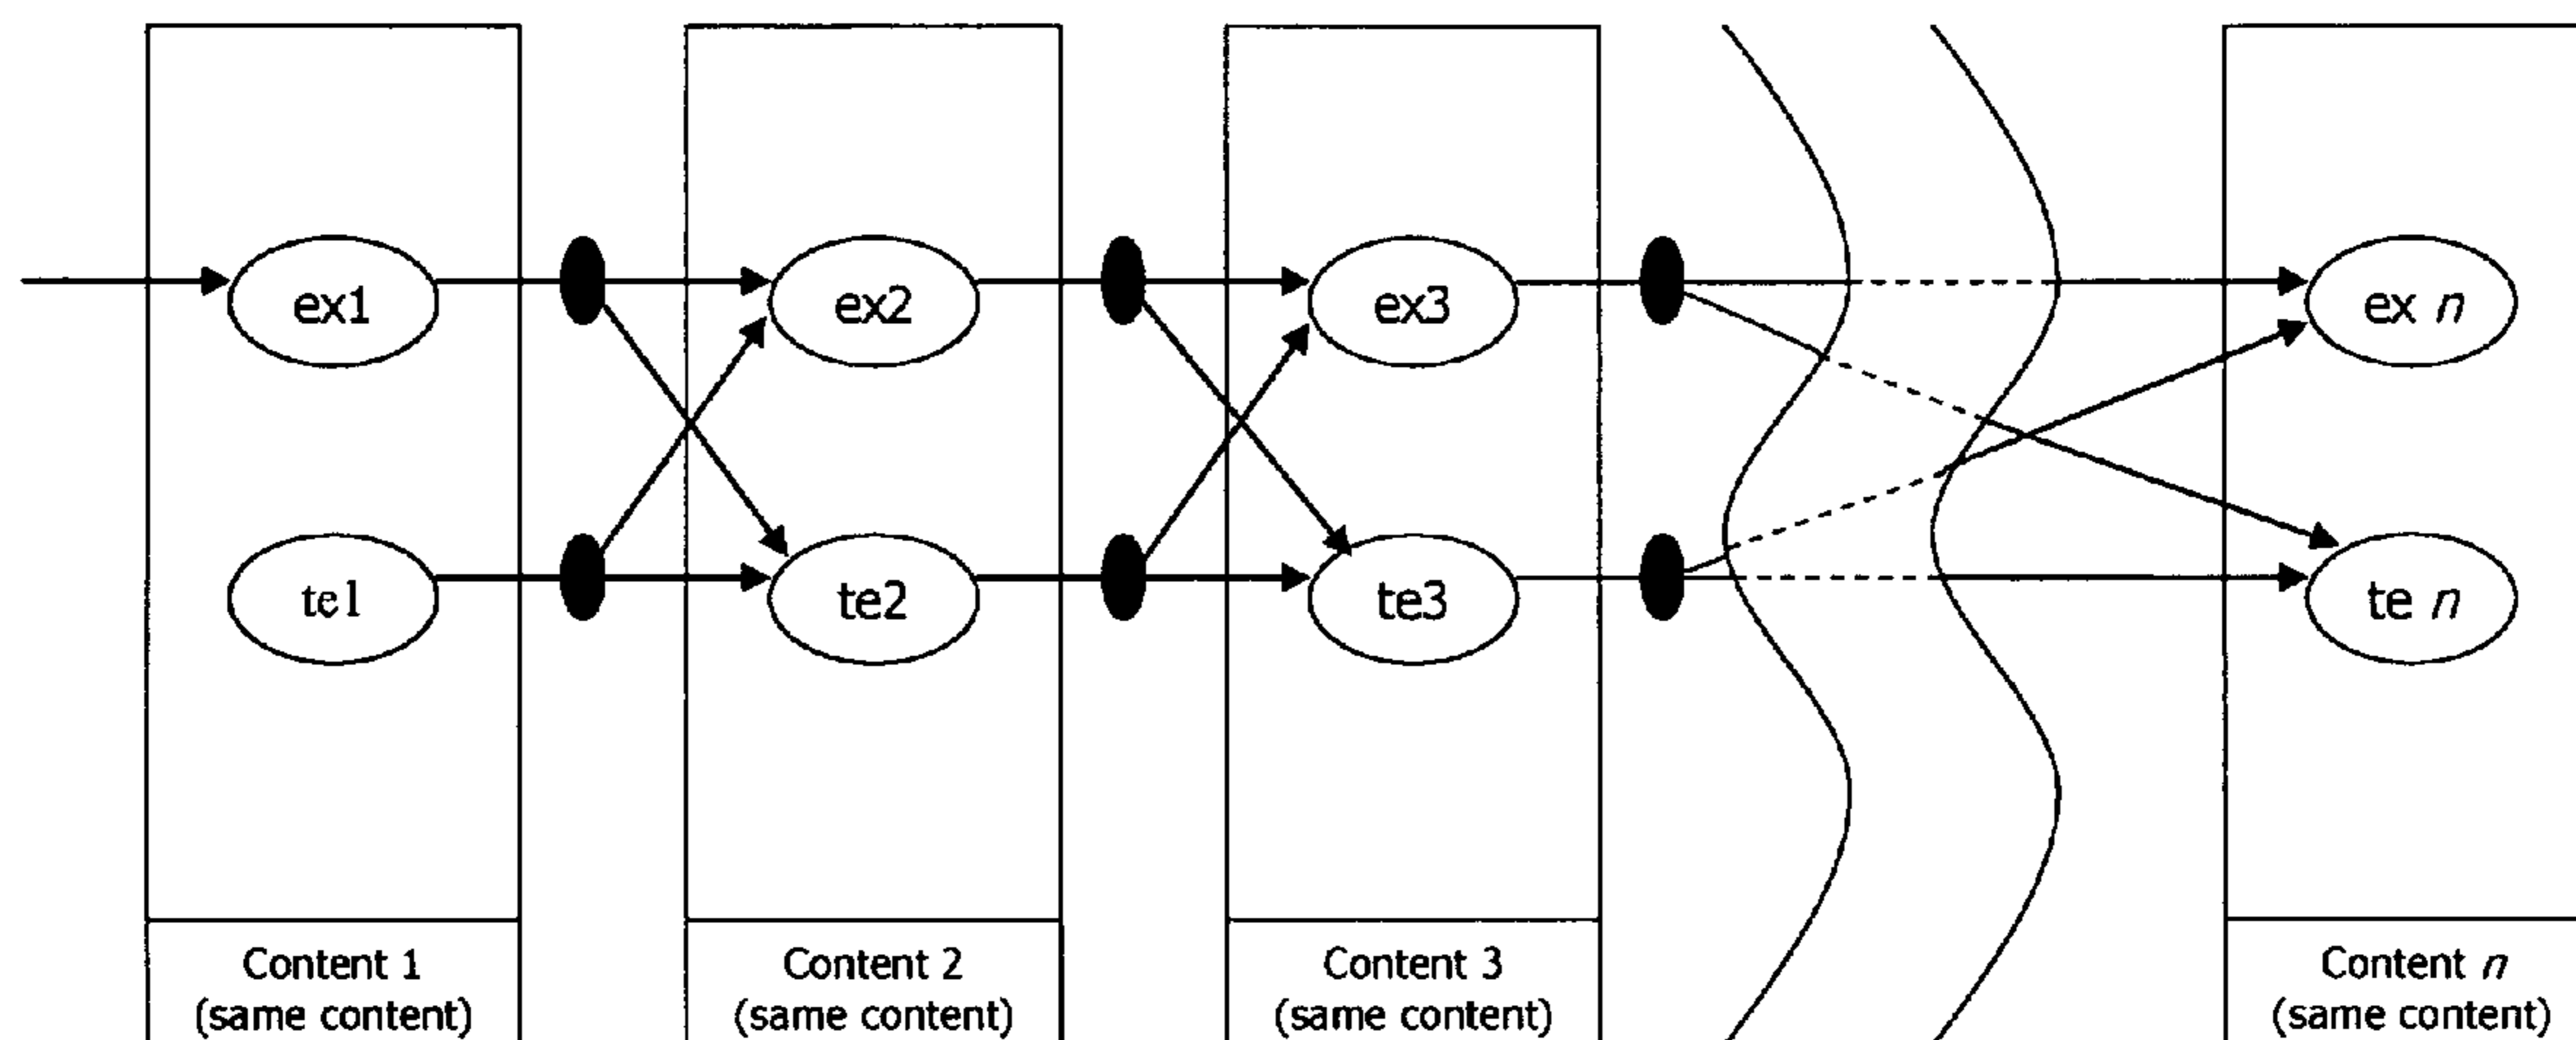 ex1
ex2
ex3
ex n
te1
te2
te3
te n
Content 1
(same content)
Content 2
(same content)
Content 3
(same content)
Content n
(same content)